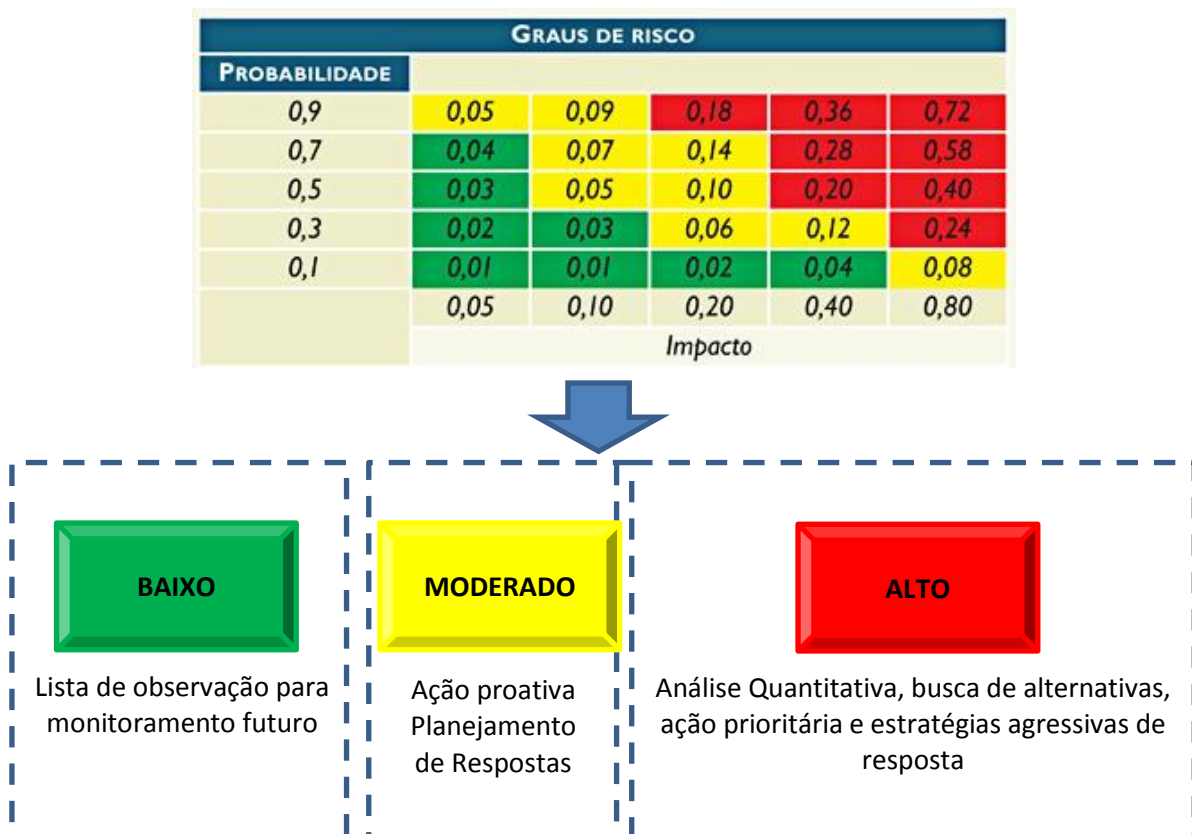 GRAUS DE RISCO
PROBABILIDADE
0,9 0,05 0,09 0,18 0,36 0,72
0,7 0,04 0,07 0,14 0,28 0,58
0,5 0,03 0,05 0,10 0,20 0,40
0,3 0,02 0,03 0,06 0,12 0,24
0,1 0,01 0,01 0,02 0,04 0,08
0,05 0,10 0,20 0,40 0,80
Impacto
BAIXO
Lista de observação para
monitoramento futuro
MODERADO
Ação proativa
Planejamento
de Respostas
ALTO
Análise Quantitativa, busca de alternativas,
ação prioritária e estratégias agressivas de
resposta